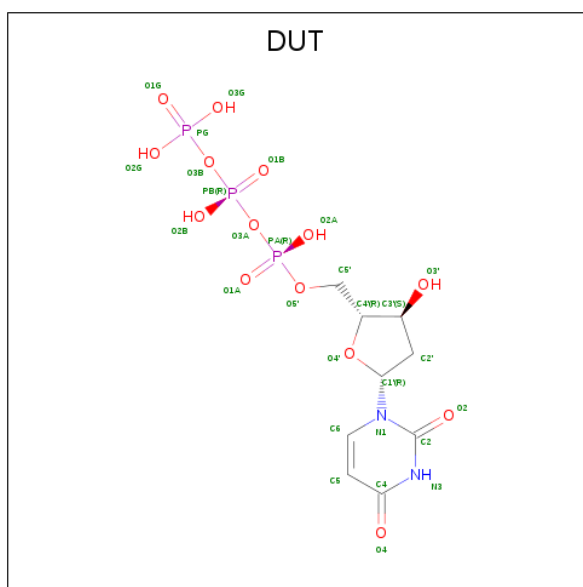 DUT
O1G
O3G
O
OH
P
PG
HO
O2G
O
O3B
O1B
O
PB(R)
P
HO
O2B
O
O3A
O2A
OH
PA(R)
P
O
O1A
O
O5'
C5'
O3'
OH
C4'(R)
C3'(S)
O
O4'
C2'
C1'(R)
N
N1
O2
O
C6
C2
C5
C4
NH
N3
O
O4